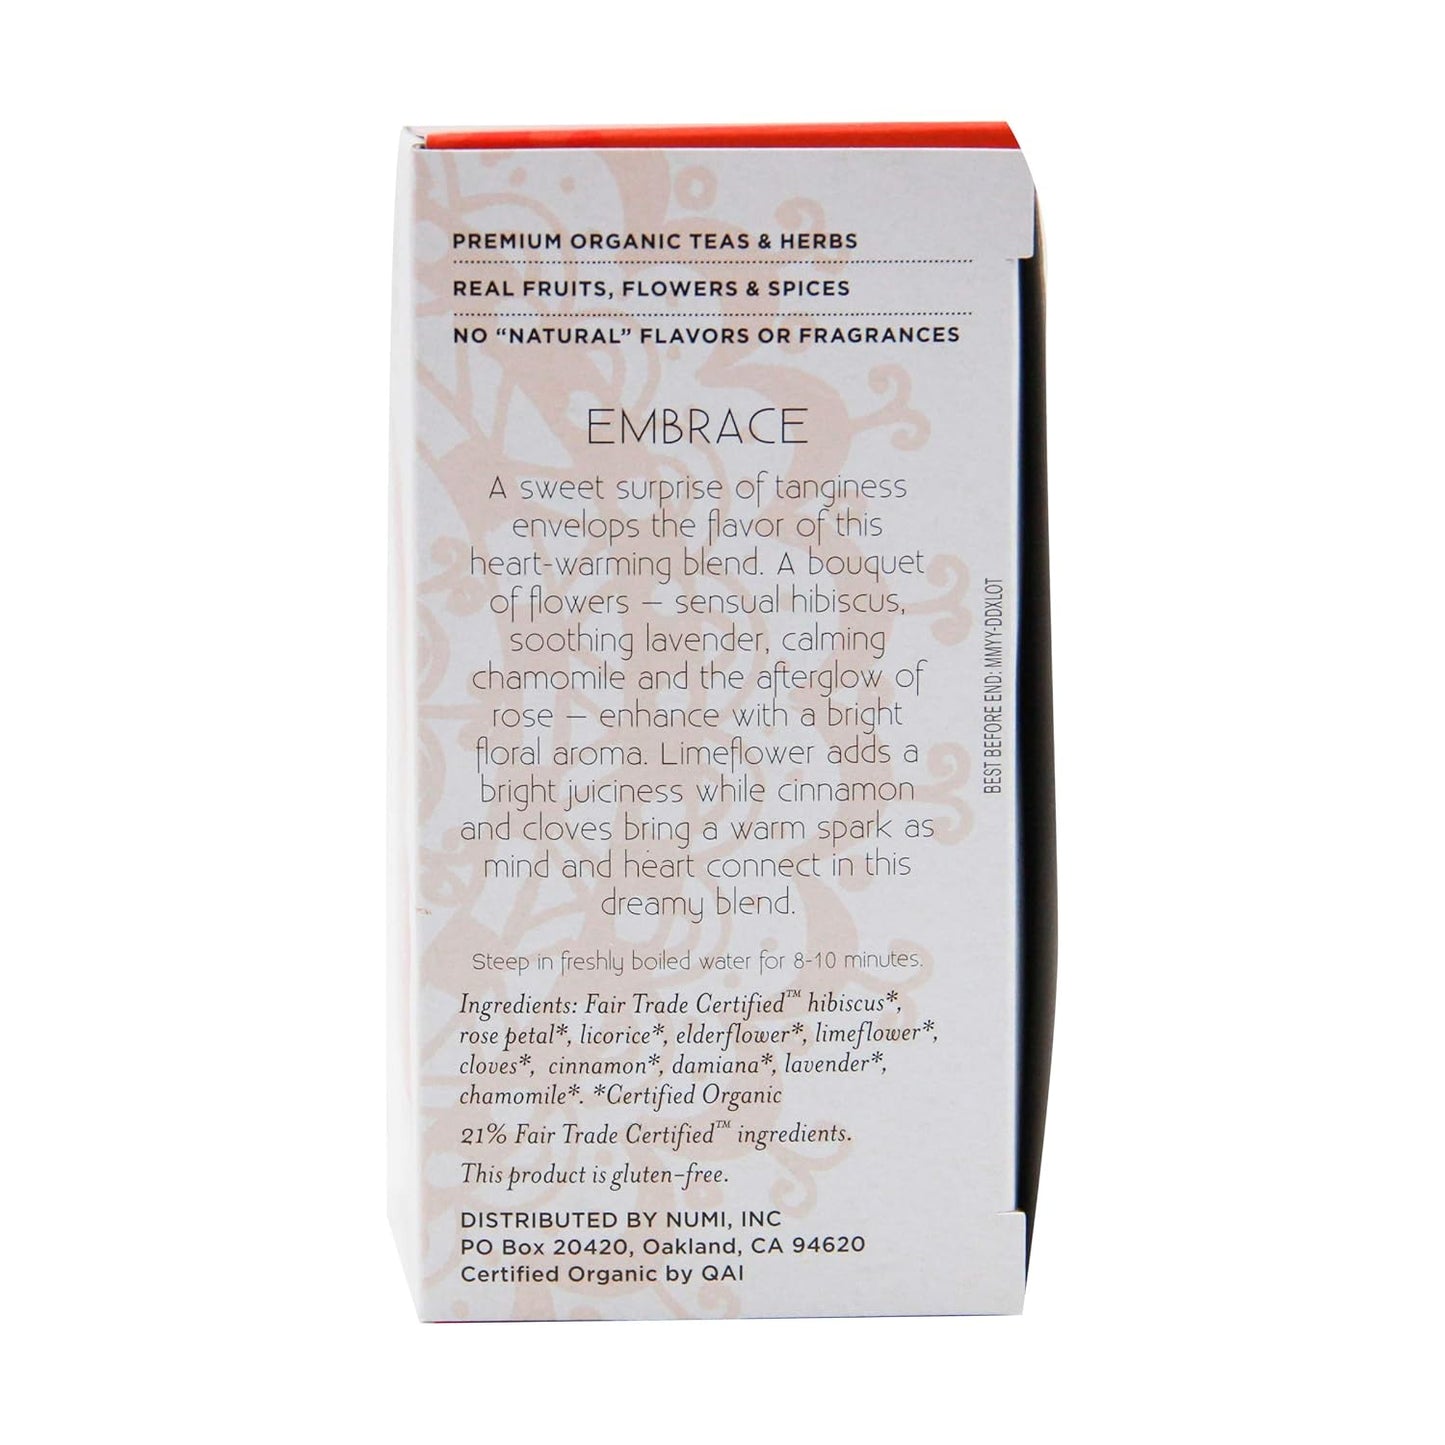 PREMIUM ORGANIC TEAS & HERBS
REAL FRUITS, FLOWERS & SPICES
NO “NATURAL” FLAVORS OR FRAGRANCES
EMBRACE
A sweet surprise of tanginess
envelops the flavor of this
heart-warming blend. A bouquet
of flowers – sensual hibiscus,
soothing lavender, calming
chamomile and the afterglow of
rose – enhance with a bright
floral aroma. Limeflower adds a
bright juiciness while cinnamon
and cloves bring a warm spark as
mind and heart connect in this
dreamy blend.
Steep in freshly boiled water for 8-10 minutes.
Ingredients: Fair Trade Certified™ hibiscus*,
rose petal*, licorice*, elderflower*, limeflower*,
cloves*, cinnamon*, damiana*, lavender*,
chamomile*. *Certified Organic
21% Fair Trade Certified™ ingredients.
This product is gluten-free.
DISTRIBUTED BY NUMI, INC
PO Box 20420, Oakland, CA 94620
Certified Organic by QAI
BEST BEFORE END: MMYY-DDXLOT